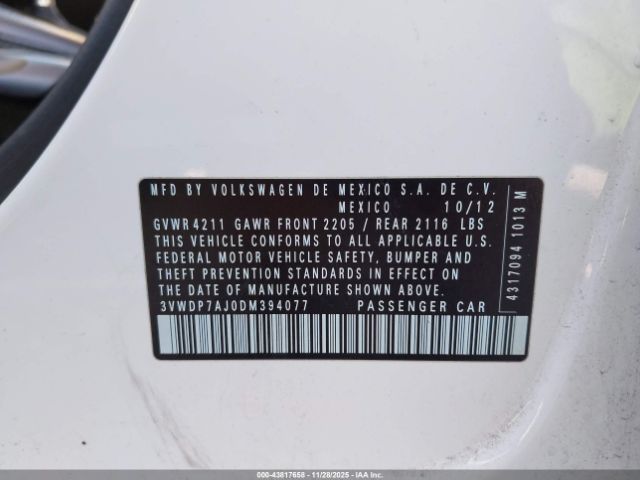 MFD BY VOLKSWAGEN DE MEXICO S.A. DE C.V.
MEXICO 10/12
GVWR 4211 GAWR FRONT 2205 / REAR 2116 LBS
THIS VEHICLE CONFORMS TO ALL APPLICABLE U.S.
FEDERAL MOTOR VEHICLE SAFETY, BUMPER AND
THEFT PREVENTION STANDARDS IN EFFECT ON
THE DATE OF MANUFACTURE SHOWN ABOVE.
3VWDP7AJ0DM394077 PASSENGER CAR
4317094 1013 M
000-43817658 - 11/28/2025 - Copyright IAA, Inc.